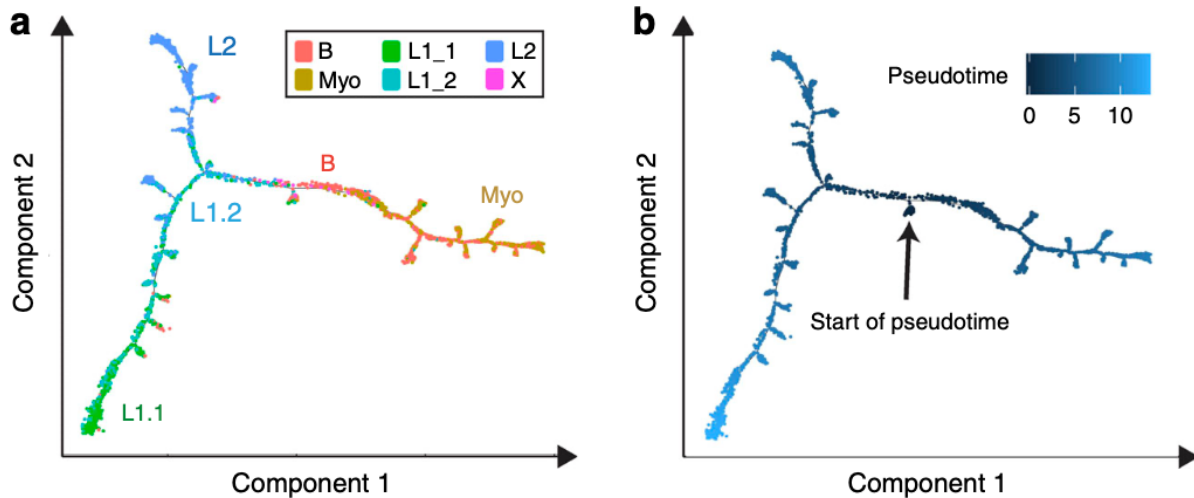 a
L2
B
L1_1
L2
Myo
L1_2
X
B
Myo
L1.2
L1.1
Component 2
Component 1
b
Pseudotime
0 5 10
Start of pseudotime
Component 2
Component 1